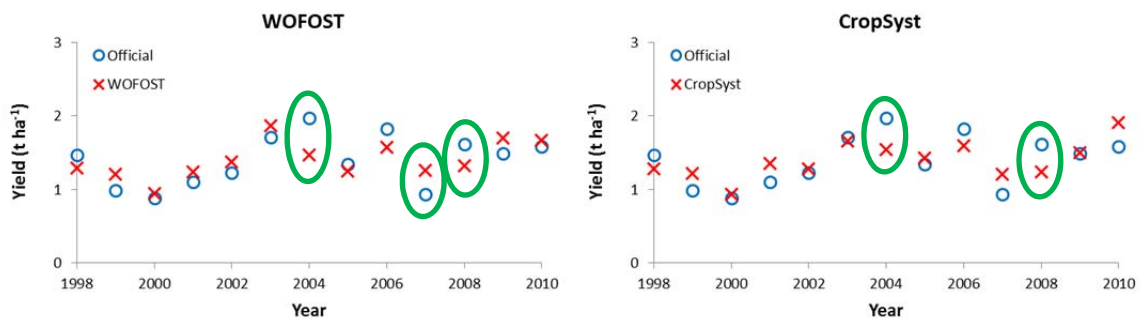 WOFOST
3
2
1
0
Yield (t ha⁻¹)
Official
WOFOST
1998 2000 2002 2004 2006 2008 2010
Year
CropSyst
3
2
1
0
Yield (t ha⁻¹)
Official
CropSyst
1998 2000 2002 2004 2006 2008 2010
Year